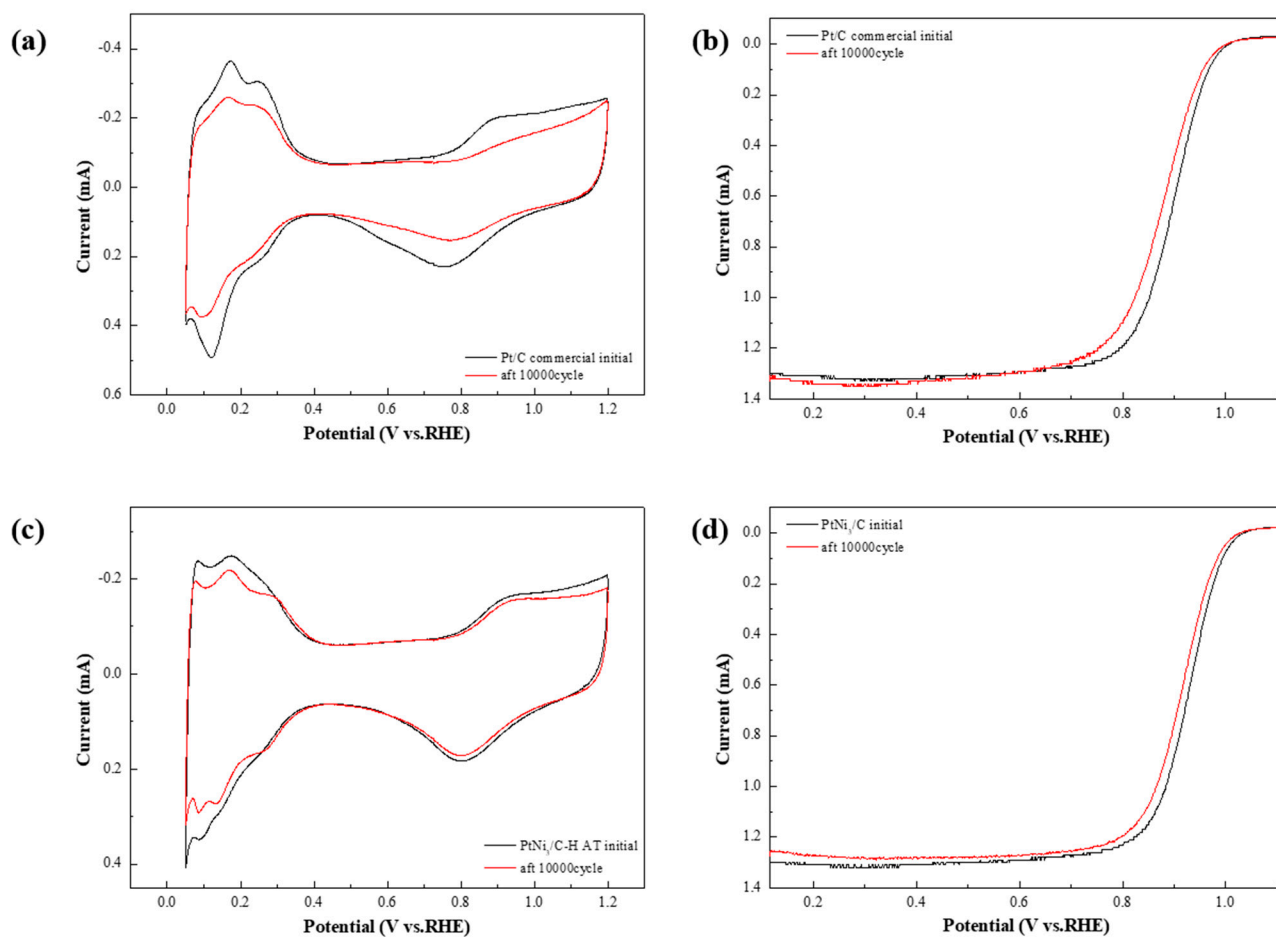 (a)
-0.4
-0.2
0.0
0.2
0.4
0.6
Current (mA)
Pt/C commercial initial
aft 10000cycle
0.0 0.2 0.4 0.6 0.8 1.0 1.2
Potential (V vs.RHE)
(b)
Pt/C commercial initial
aft 10000cycle
0.0
0.2
0.4
0.6
0.8
1.0
1.2
1.4
Current (mA)
0.2 0.4 0.6 0.8 1.0
Potential (V vs.RHE)
(c)
-0.2
0.0
0.2
0.4
Current (mA)
PtNi₃/C-H AT initial
aft 10000cycle
0.0 0.2 0.4 0.6 0.8 1.0 1.2
Potential (V vs.RHE)
(d)
PtNi₃/C initial
aft 10000cycle
0.0
0.2
0.4
0.6
0.8
1.0
1.2
1.4
Current (mA)
0.2 0.4 0.6 0.8 1.0
Potential (V vs.RHE)